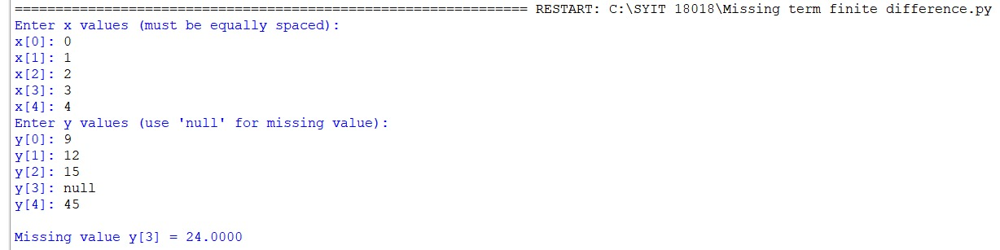 =============================================================== RESTART: C:\SYIT 18018\Missing term finite difference.py
Enter x values (must be equally spaced):
x[0]: 0
x[1]: 1
x[2]: 2
x[3]: 3
x[4]: 4
Enter y values (use 'null' for missing value):
y[0]: 9
y[1]: 12
y[2]: 15
y[3]: null
y[4]: 45
Missing value y[3] = 24.0000